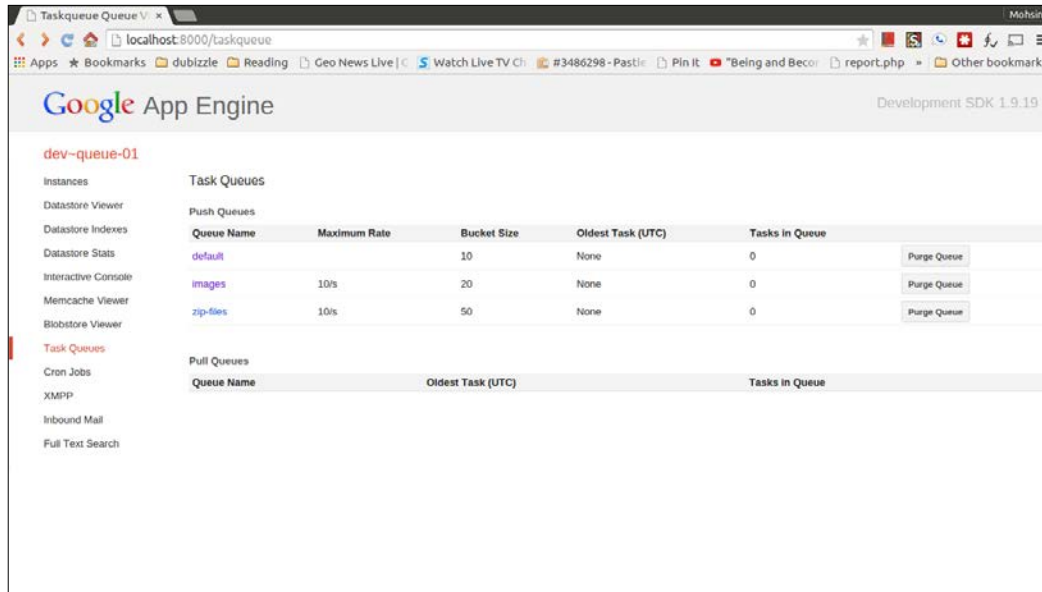 Taskqueue Queue V
Mohsin
localhost:8000/taskqueue
Apps Bookmarks dubizzle Reading Geo News Live | C Watch Live TV Ch #3486298 - Pastie Pin It "Being and Becor report.php » Other bookmark
Google App Engine
Development SDK 1.9.19
dev~queue-01
Instances
Datastore Viewer
Datastore Indexes
Datastore Stats
Interactive Console
Memcache Viewer
Blobstore Viewer
Task Queues
Cron Jobs
XMPP
Inbound Mail
Full Text Search
Task Queues
Push Queues
Queue Name Maximum Rate Bucket Size Oldest Task (UTC) Tasks in Queue
default 10 None 0 Purge Queue
images 10/s 20 None 0 Purge Queue
zip-files 10/s 50 None 0 Purge Queue
Pull Queues
Queue Name Oldest Task (UTC) Tasks in Queue